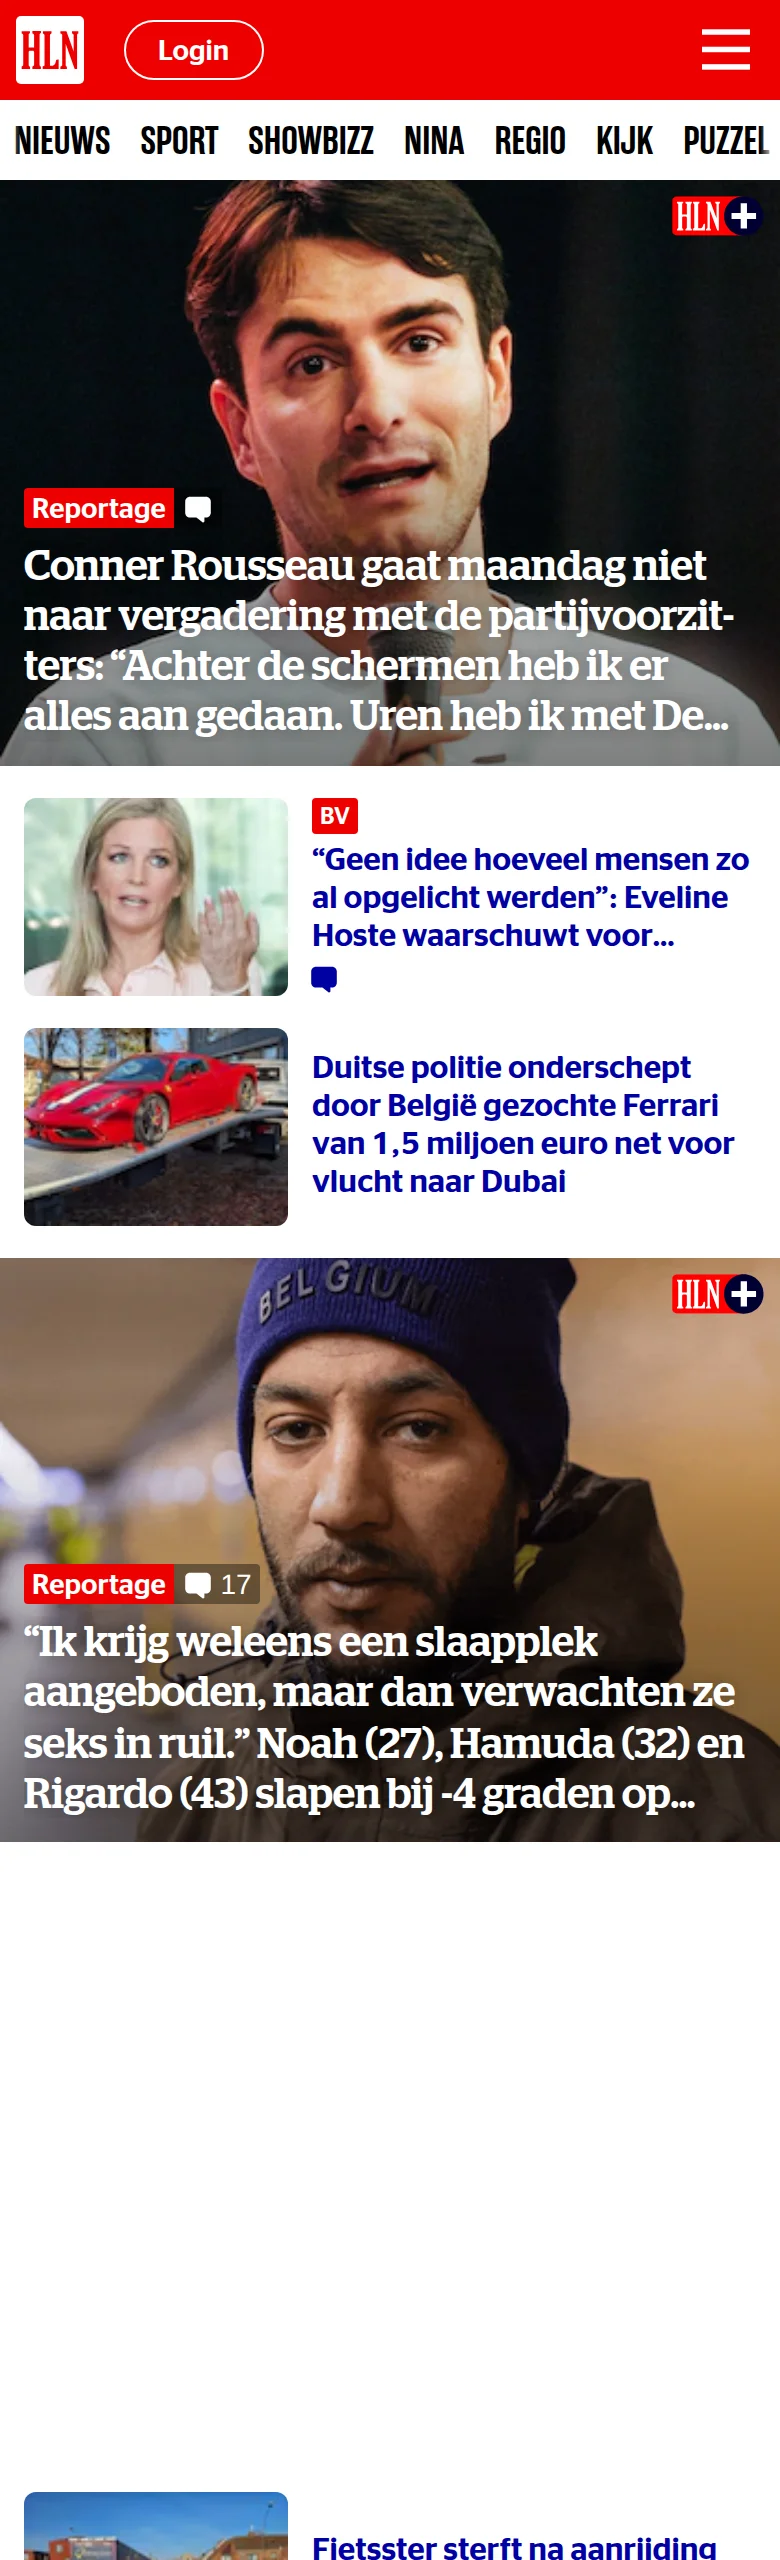 HLN
Login
NIEUWS SPORT SHOWBIZZ NINA REGIO KIJK PUZZEL
HLN+
Reportage
Conner Rousseau gaat maandag niet
naar vergadering met de partijvoorzit-
ters: “Achter de schermen heb ik er
alles aan gedaan. Uren heb ik met De...
BV
“Geen idee hoeveel mensen zo
al opgelicht werden”: Eveline
Hoste waarschuwt voor...
Duitse politie onderschept
door België gezochte Ferrari
van 1,5 miljoen euro net voor
vlucht naar Dubai
BELGIUM
HLN+
Reportage 17
“Ik krijg weleens een slaapplek
aangeboden, maar dan verwachten ze
seks in ruil.” Noah (27), Hamuda (32) en
Rigardo (43) slapen bij -4 graden op...
Fietsster sterft na aanrijding